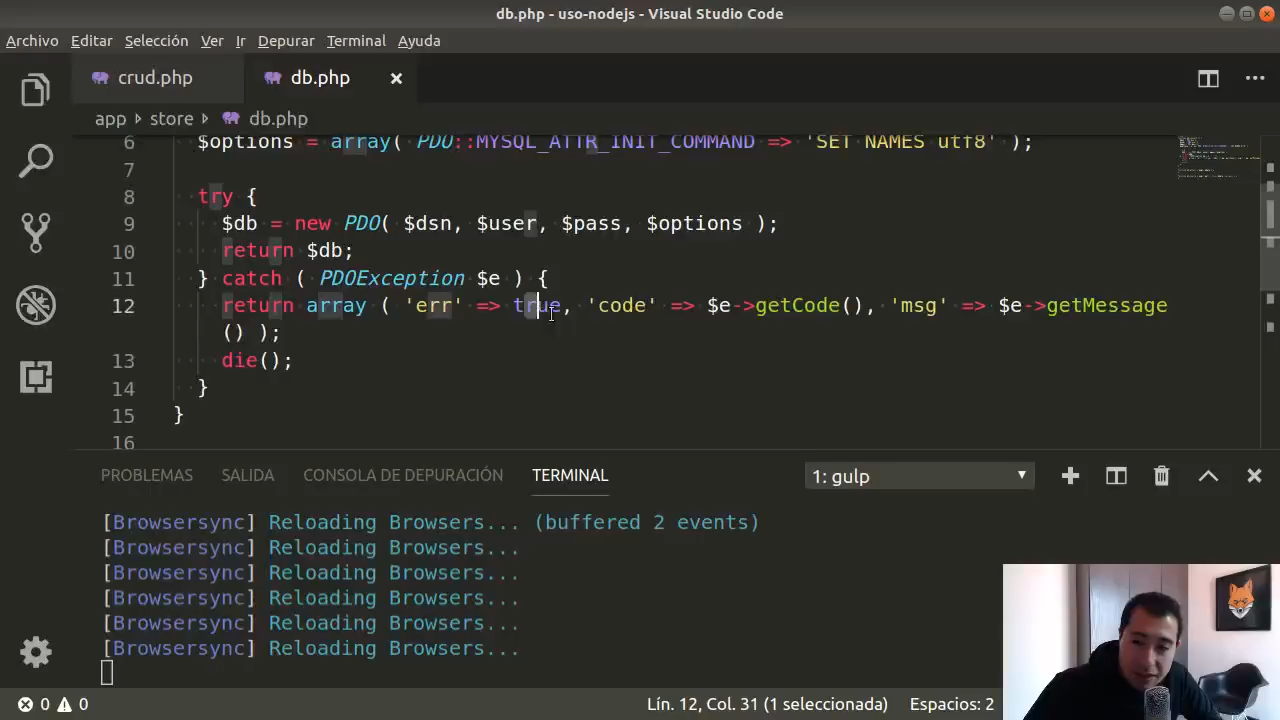 db.php - uso-nodejs - Visual Studio Code
Archivo Editar Selección Ver Ir Depurar Terminal Ayuda
crud.php db.php
app > store > db.php
6 $options = array( PDO::MYSQL_ATTR_INIT_COMMAND => 'SET NAMES utf8' );
7
8 try {
9 $db = new PDO( $dsn, $user, $pass, $options );
10 return $db;
11 } catch ( PDOException $e ) {
12 return array ( 'err' => true, 'code' => $e->getCode(), 'msg' => $e->getMessage
() );
13 die();
14 }
15 }
16
PROBLEMAS SALIDA CONSOLA DE DEPURACIÓN TERMINAL 1: gulp
[Browsersync] Reloading Browsers... (buffered 2 events)
[Browsersync] Reloading Browsers...
[Browsersync] Reloading Browsers...
[Browsersync] Reloading Browsers...
[Browsersync] Reloading Browsers...
[Browsersync] Reloading Browsers...
0 0 Lín. 12, Col. 31 (1 seleccionada) Espacios: 2